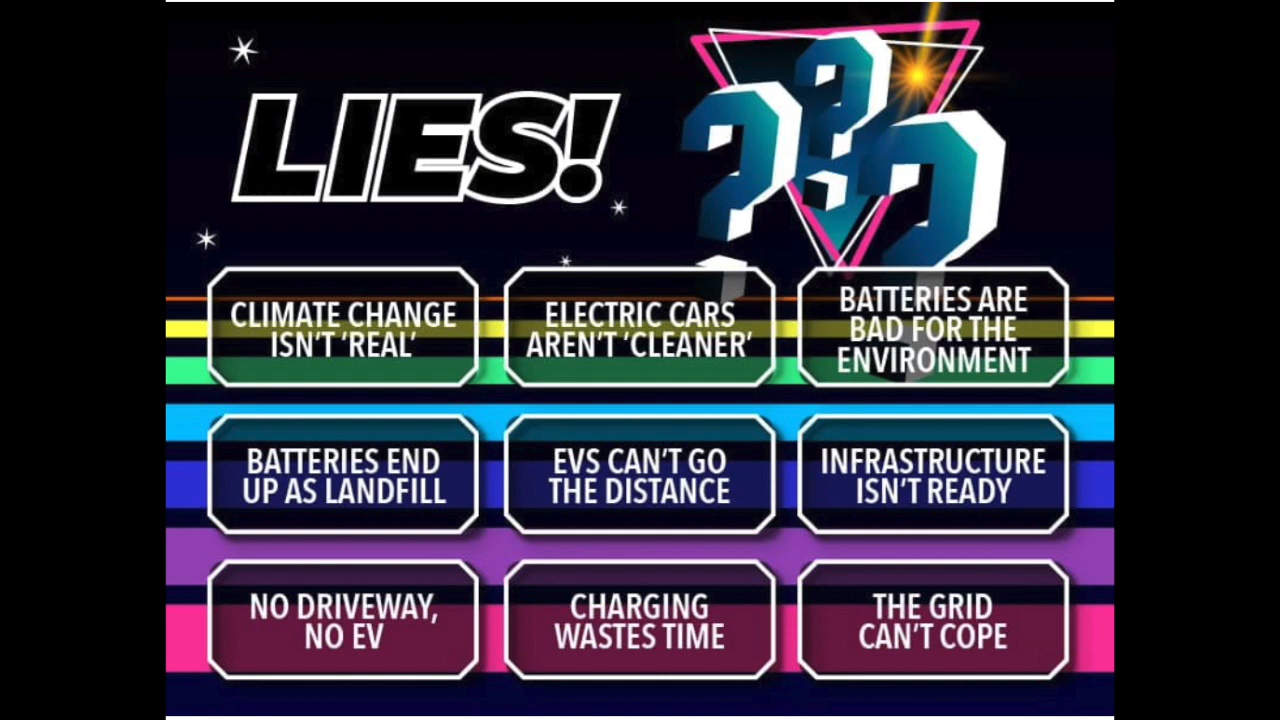 LIES!
CLIMATE CHANGE
ISN'T 'REAL'
ELECTRIC CARS
AREN'T 'CLEANER'
BATTERIES ARE
BAD FOR THE
ENVIRONMENT
BATTERIES END
UP AS LANDFILL
EVS CAN'T GO
THE DISTANCE
INFRASTRUCTURE
ISN'T READY
NO DRIVEWAY,
NO EV
CHARGING
WASTES TIME
THE GRID
CAN'T COPE